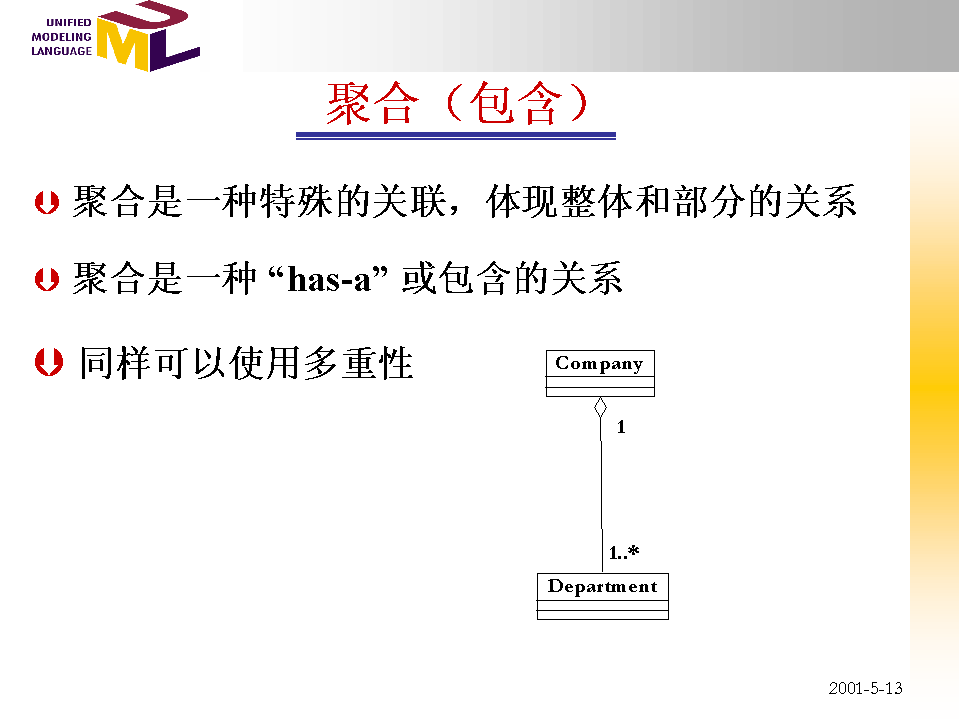 UNIFIED
MODELING
LANGUAGE
UML
聚合（包含）
聚合是一种特殊的关联，体现整体和部分的关系
聚合是一种 “has-a” 或包含的关系
同样可以使用多重性
Company
1
1..*
Department
2001-5-13